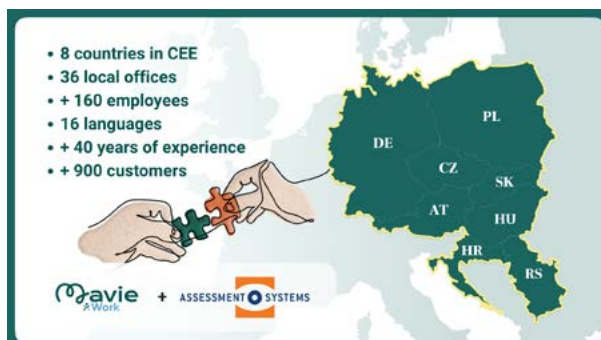 • 8 countries in CEE
• 36 local offices
• + 160 employees
• 16 languages
• + 40 years of experience
• + 900 customers
DE
PL
CZ
SK
AT
HU
HR
RS
Mavie
Work
+
ASSESSMENT SYSTEMS